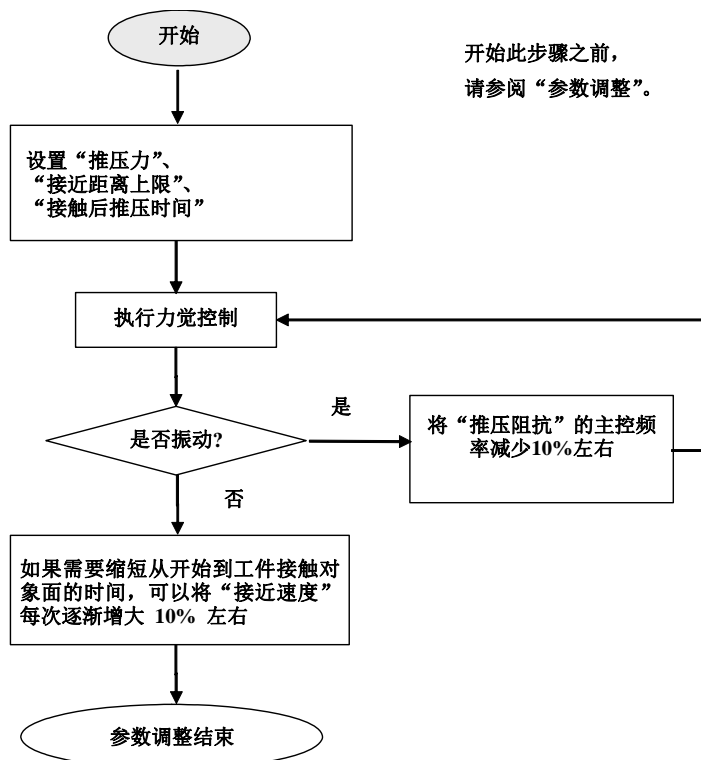 开始
开始此步骤之前，
请参阅“参数调整”。
设置“推压力”、
“接近距离上限”、
“接触后推压时间”
执行力觉控制
是否振动?
是
将“推压阻抗”的主控频
率减少10%左右
否
如果需要缩短从开始到工件接触对
象面的时间，可以将“接近速度”
每次逐渐增大 10% 左右
参数调整结束